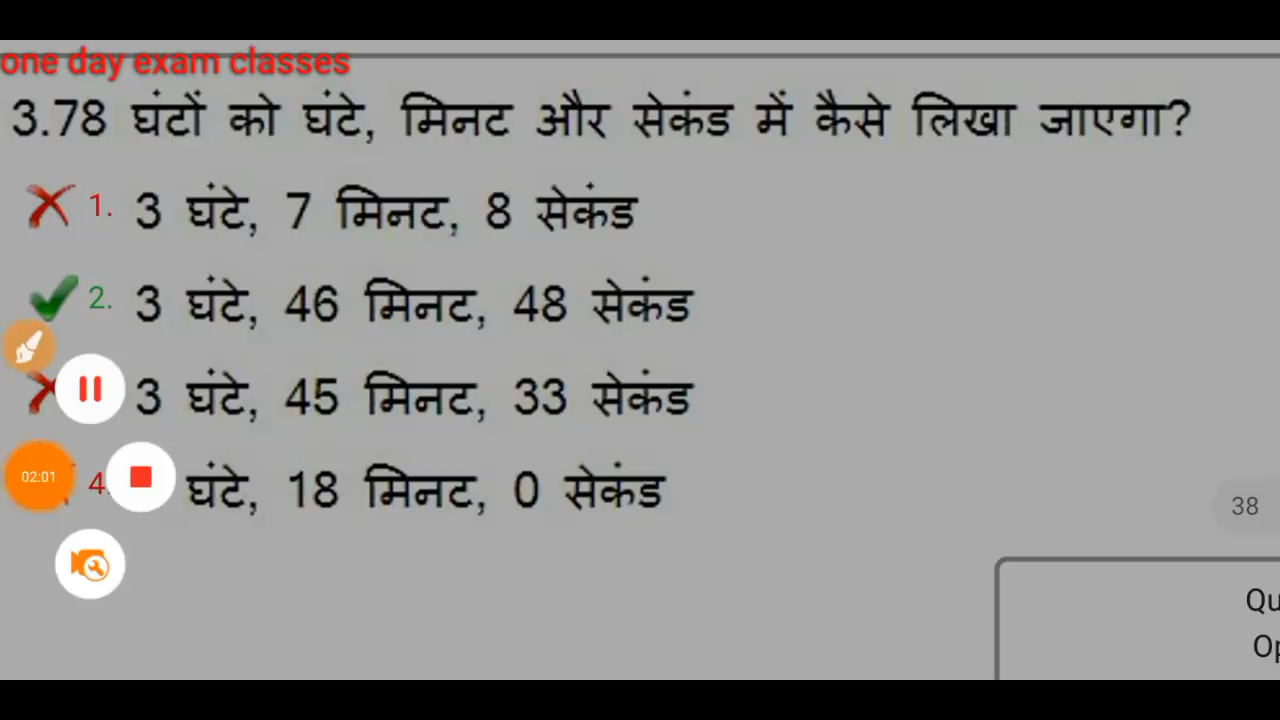 one day exam classes
3.78 घंटों को घंटे, मिनट और सेकंड में कैसे लिखा जाएगा?
1. 3 घंटे, 7 मिनट, 8 सेकंड
2. 3 घंटे, 46 मिनट, 48 सेकंड
3 घंटे, 45 मिनट, 33 सेकंड
02:01
4. घंटे, 18 मिनट, 0 सेकंड
38
Qu
Op